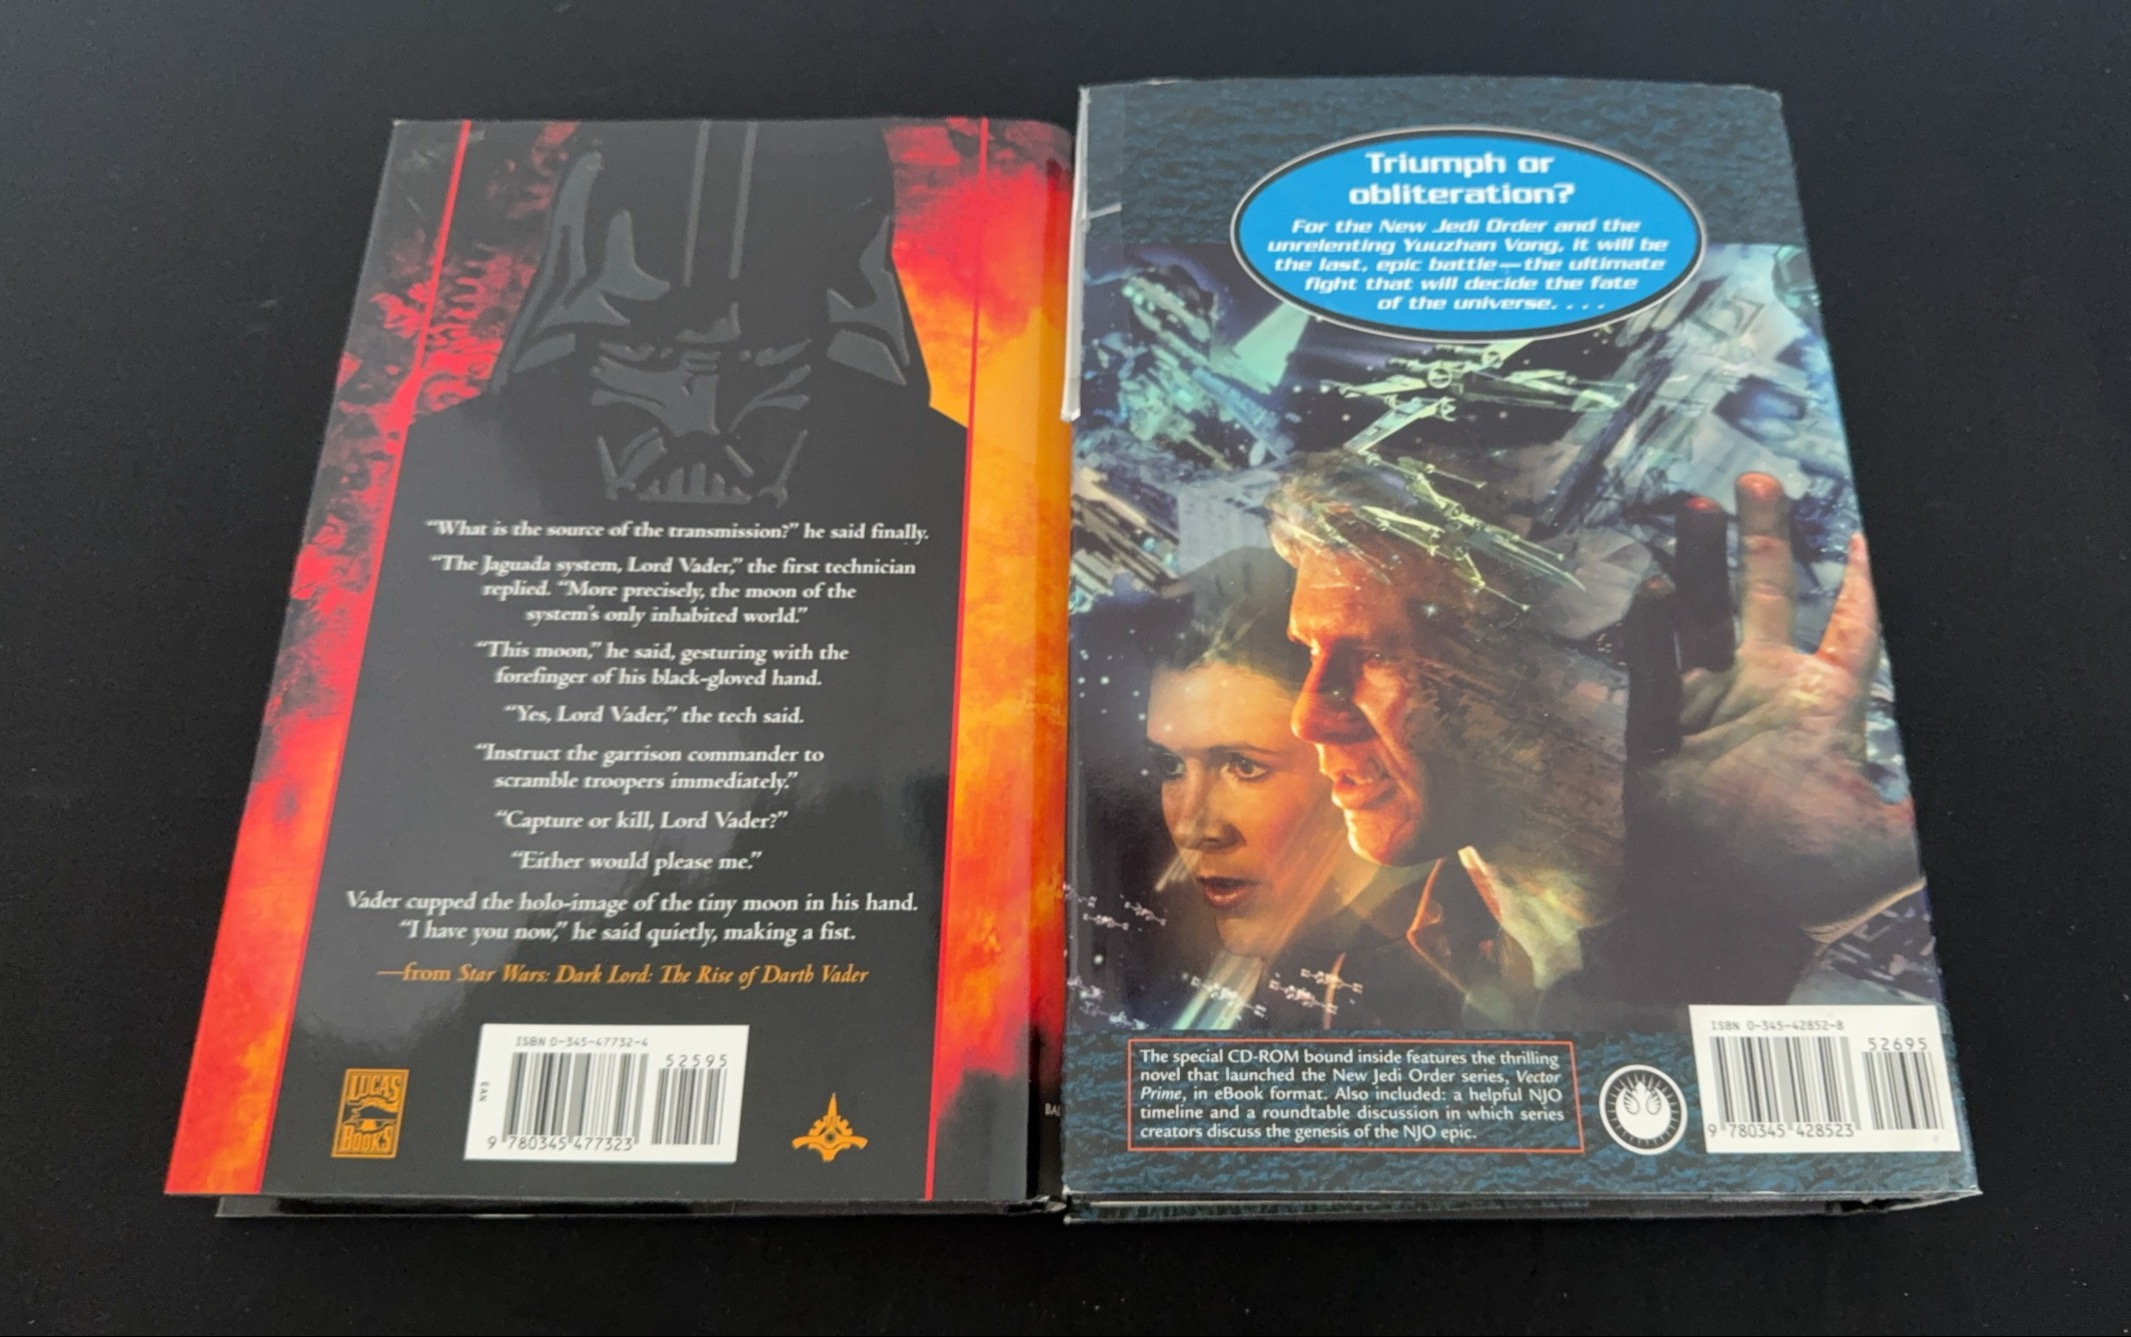 “What is the source of the transmission?” he said finally.
“The Jaguada system, Lord Vader,” the first technician
replied. “More precisely, the moon of the
system’s only inhabited world.”
“This moon,” he said, gesturing with the
forefinger of his black-gloved hand.
“Yes, Lord Vader,” the tech said.
“Instruct the garrison commander to
scramble troopers immediately.”
“Capture or kill, Lord Vader?”
“Either would please me.”
Vader cupped the holo-image of the tiny moon in his hand.
“I have you now,” he said quietly, making a fist.
—from Star Wars: Dark Lord: The Rise of Darth Vader
LUCAS
BOOKS
EAN
ISBN 0-345-47732-4
52595
9 780345 477323
Triumph or
obliteration?
For the New Jedi Order and the
unrelenting Yuuzhan Vong, it will be
the last, epic battle—the ultimate
fight that will decide the fate
of the universe. . . .
The special CD-ROM bound inside features the thrilling
novel that launched the New Jedi Order series, Vector
Prime, in eBook format. Also included: a helpful NJO
timeline and a roundtable discussion in which series
creators discuss the genesis of the NJO epic.
ISBN 0-345-42852-8
52695
9 780345 428523